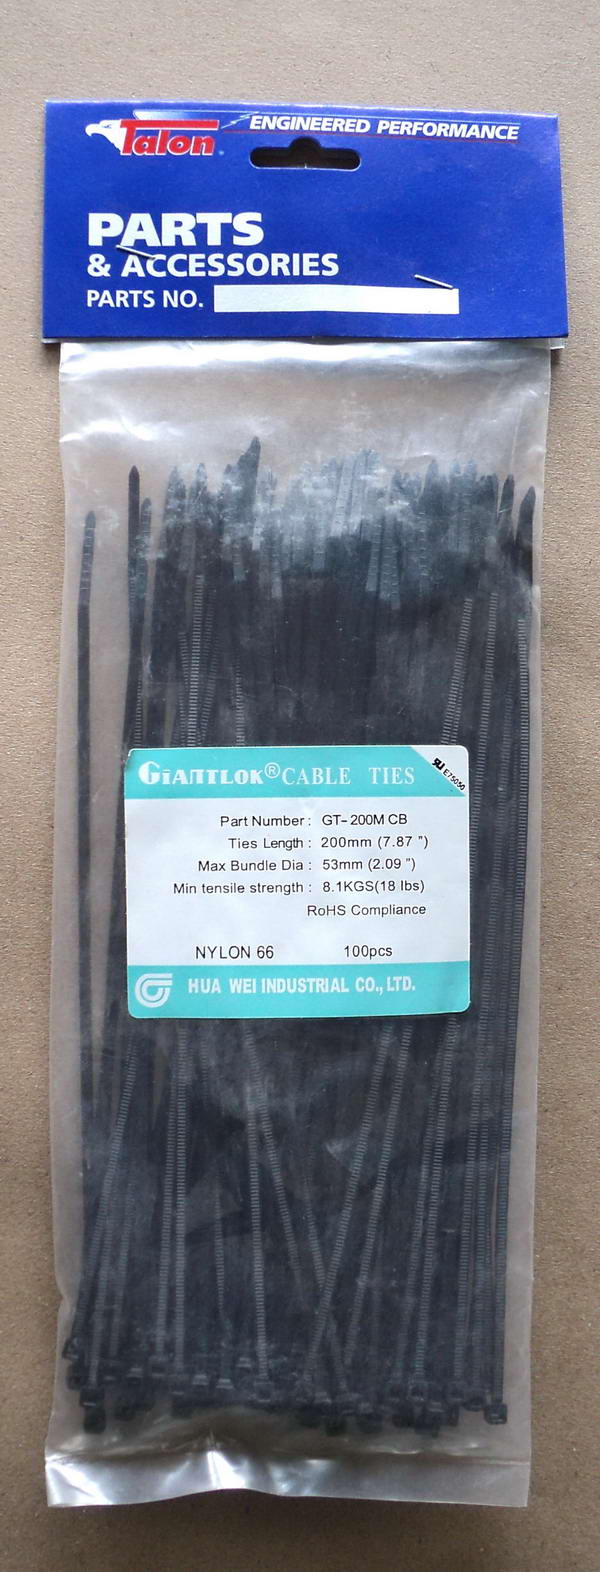 Talon
ENGINEERED PERFORMANCE
PARTS
& ACCESSORIES
PARTS NO.
GIANTLOK® CABLE TIES
E75050
Part Number : GT-200M CB
Ties Length : 200mm (7.87 ")
Max Bundle Dia : 53mm (2.09 ")
Min tensile strength : 8.1KGS(18 lbs)
RoHS Compliance
NYLON 66 100pcs
HUA WEI INDUSTRIAL CO., LTD.